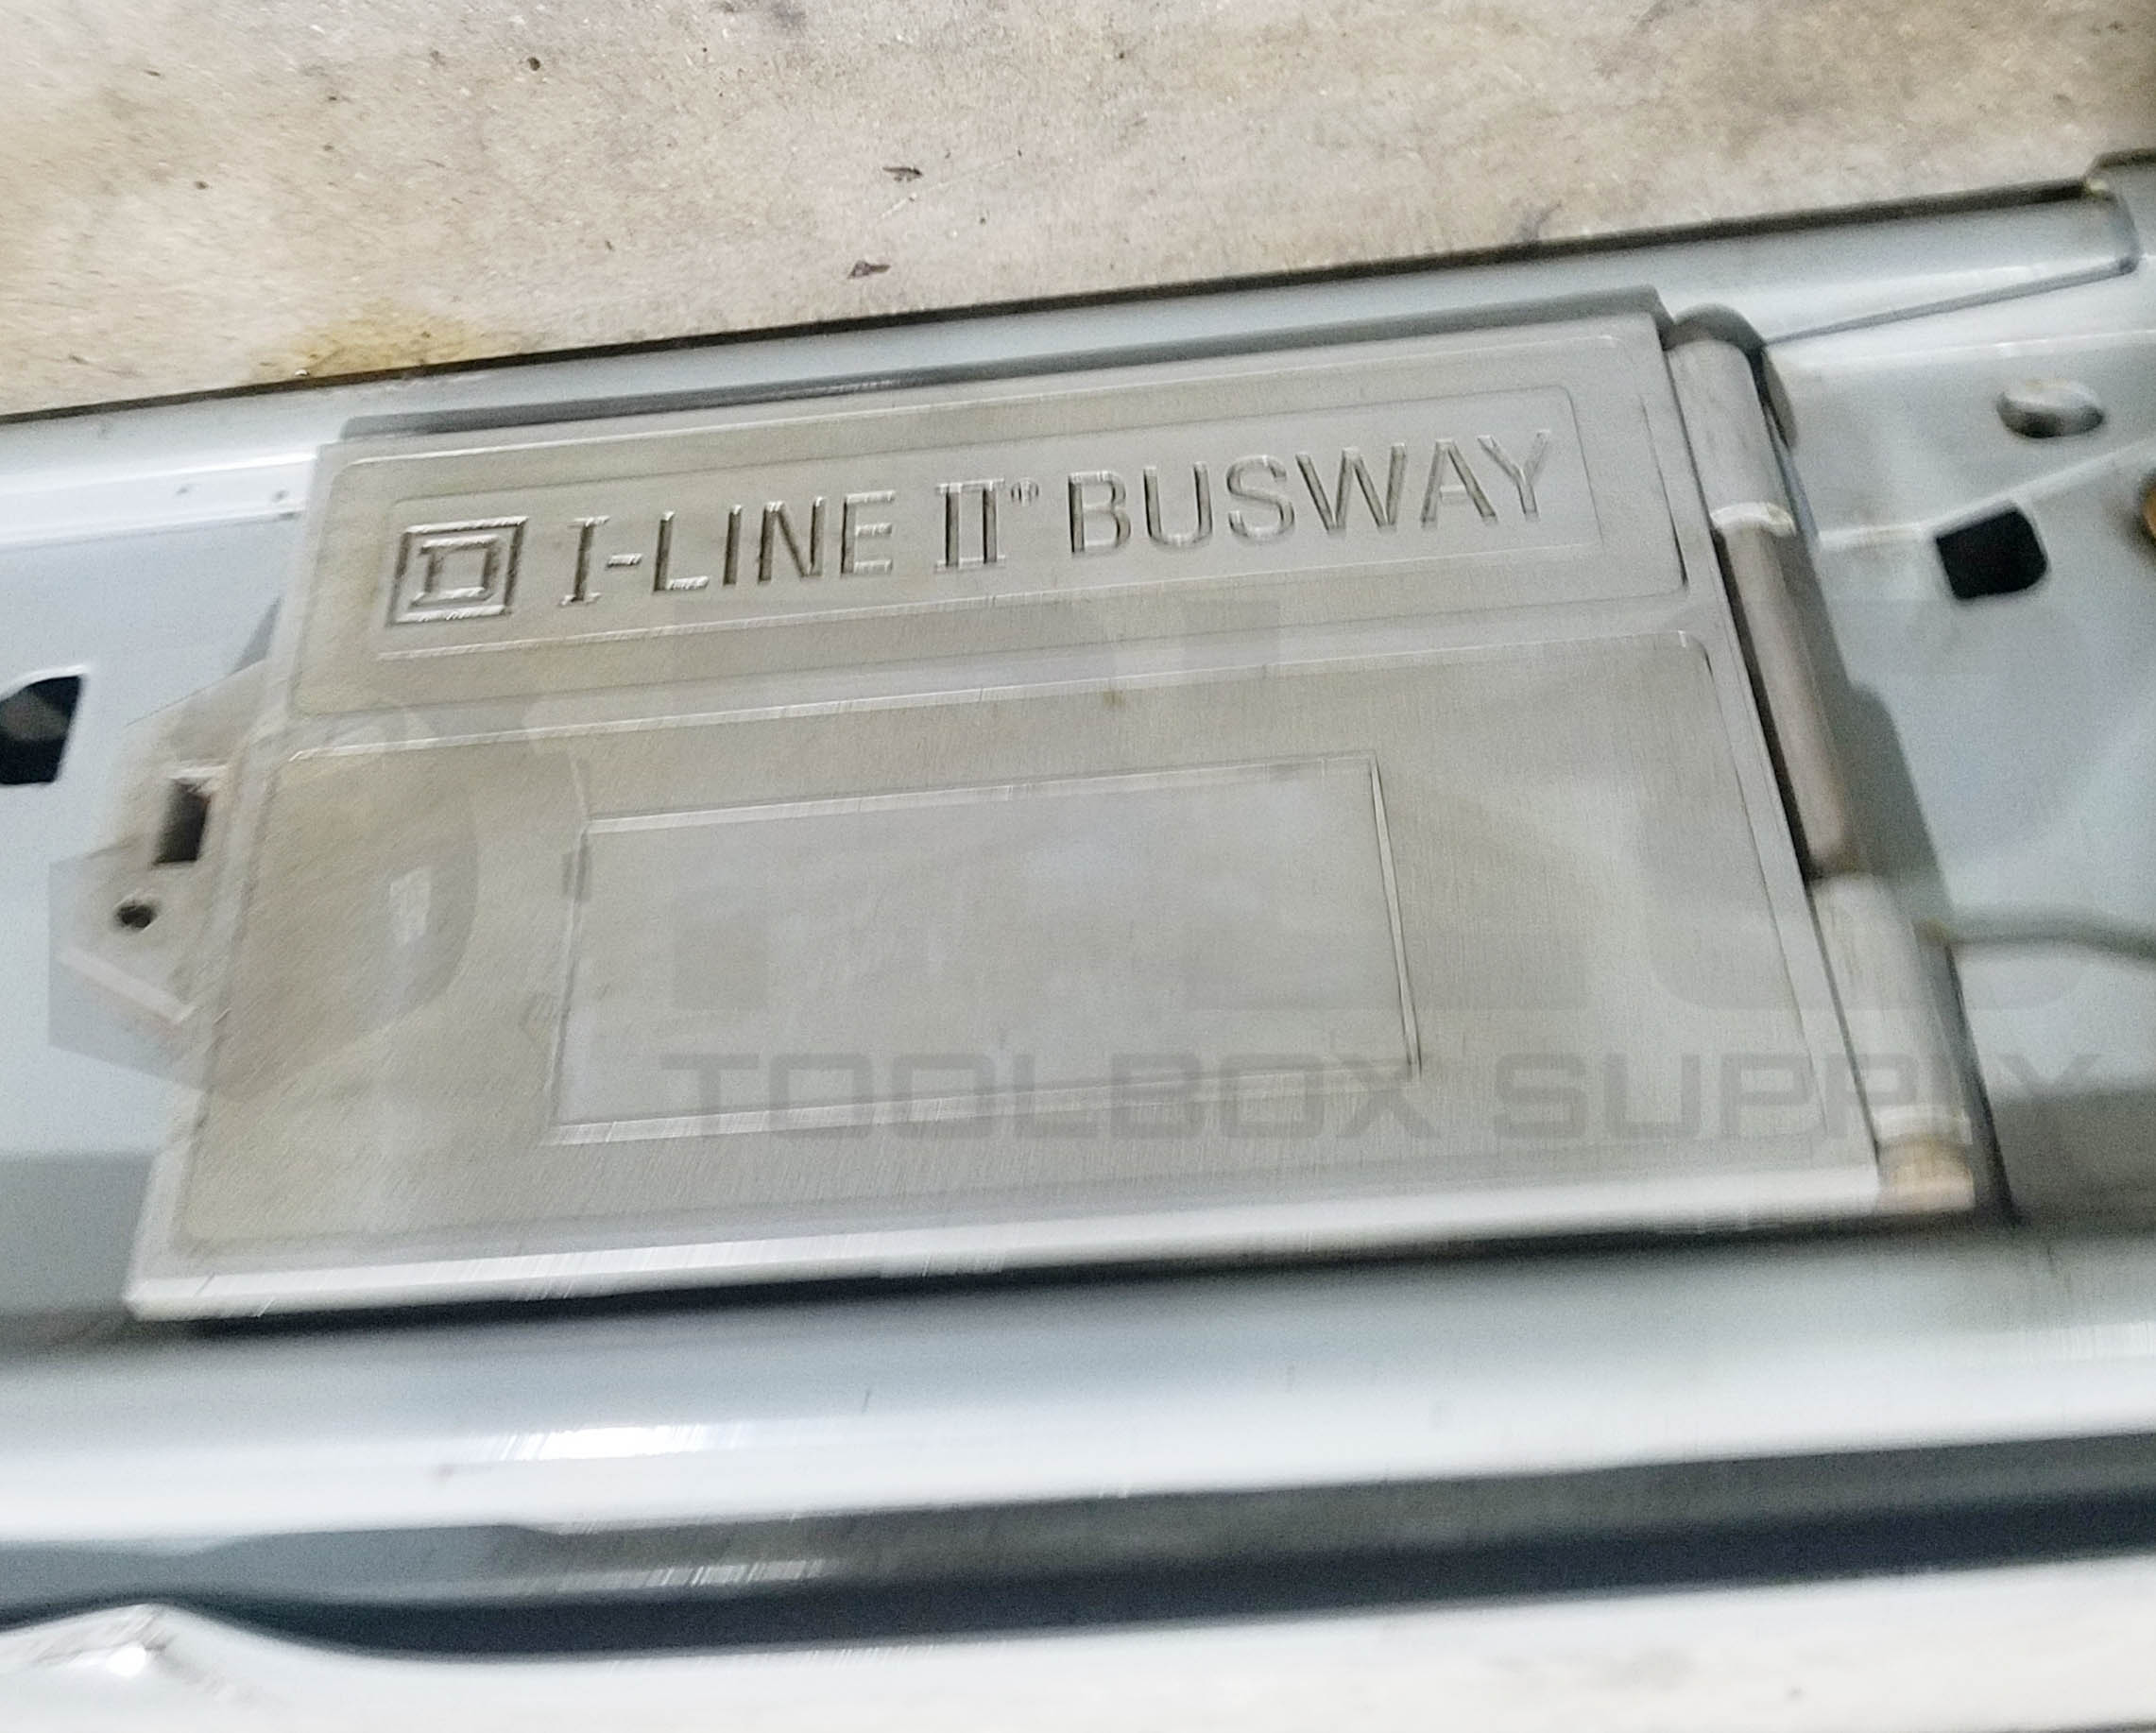 I-LINE II® BUSWAY
TOOLBOX SUPPLY